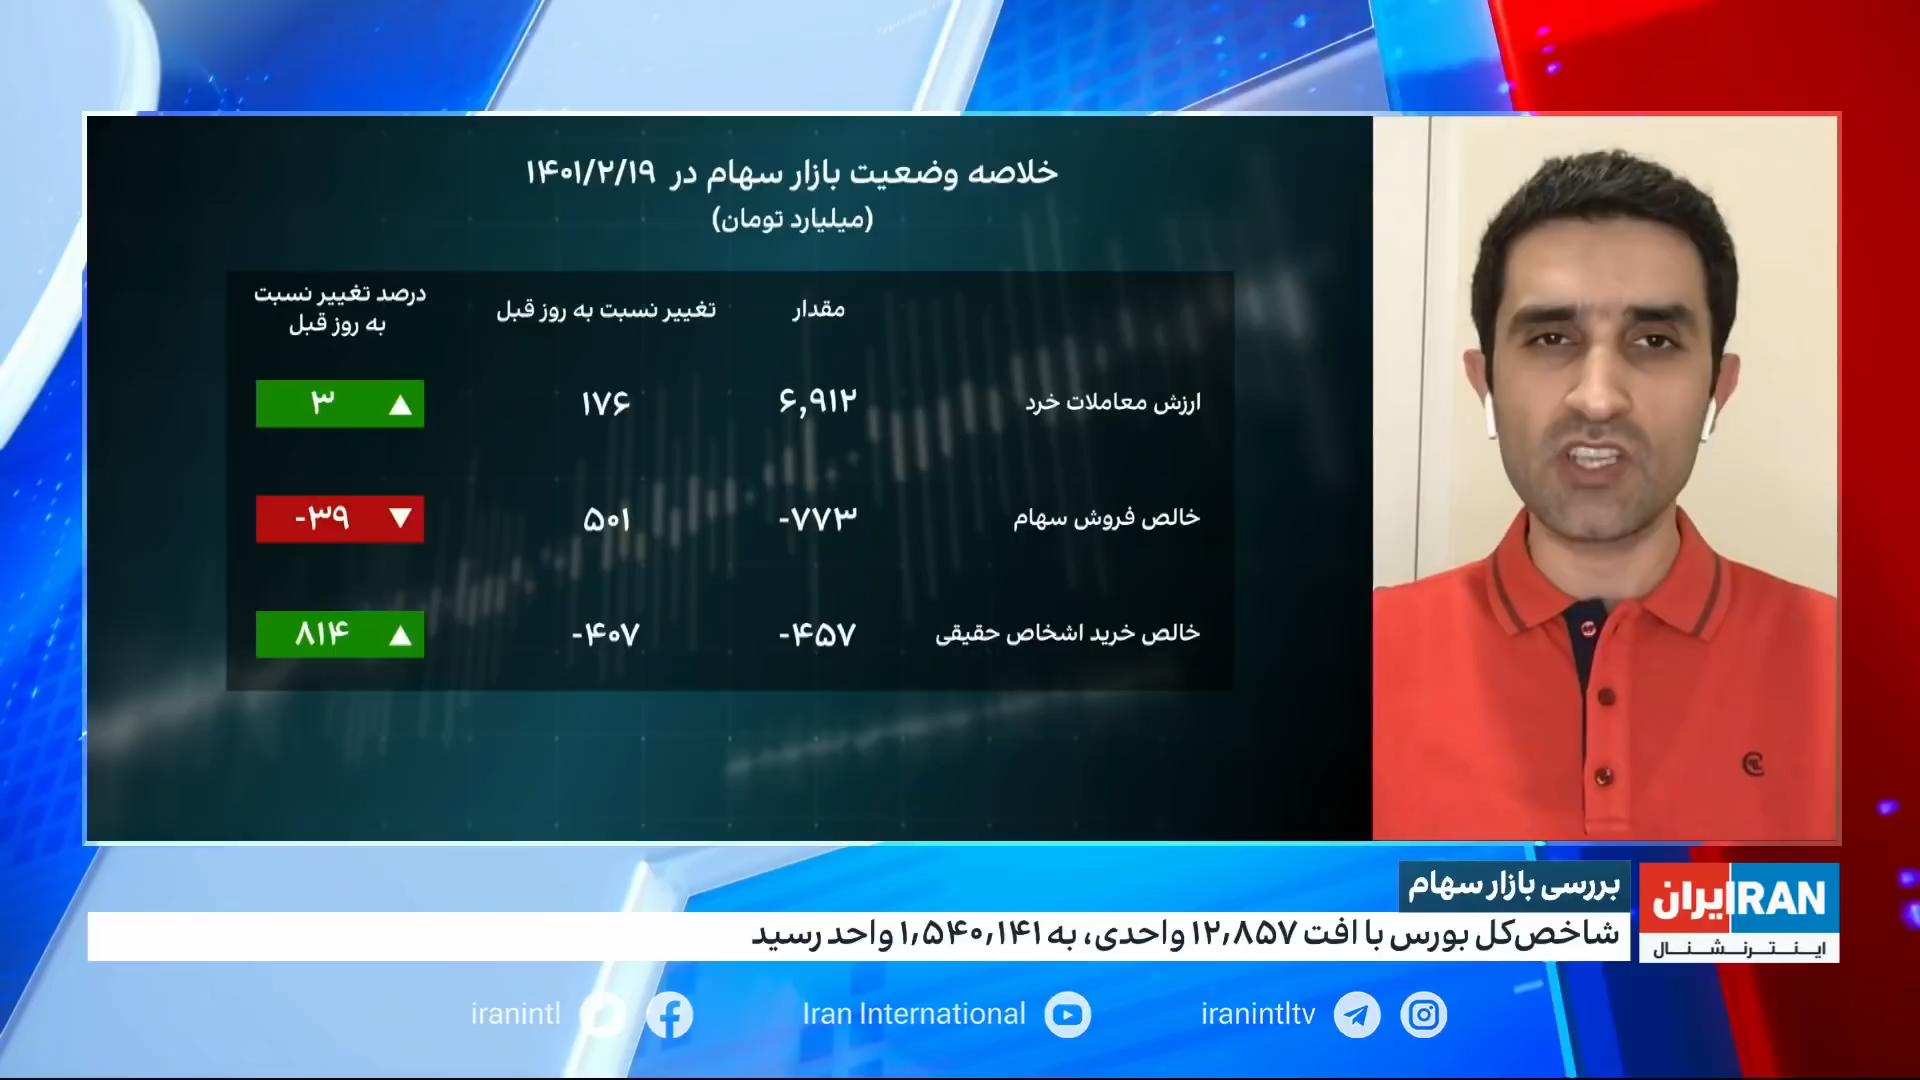 خلاصه وضعیت بازار سهام در ۱۴۰۱/۲/۱۹
(میلیارد تومان)
مقدار
تغییر نسبت به روز قبل
درصد تغییر نسبت
به روز قبل
ارزش معاملات خرد ۶,۹۱۲ ۱۷۶ ۳
خالص فروش سهام -۷۷۳ ۵۰۱ -۳۹
خالص خرید اشخاص حقیقی -۴۵۷ -۴۰۷ ۸۱۴
بررسی بازار سهام
شاخص‌کل بورس با افت ۱۲,۸۵۷ واحدی، به ۱,۵۴۰,۱۴۱ واحد رسید
ایران IRAN
اینترنشنال
iranintl
Iran International
iranintltv